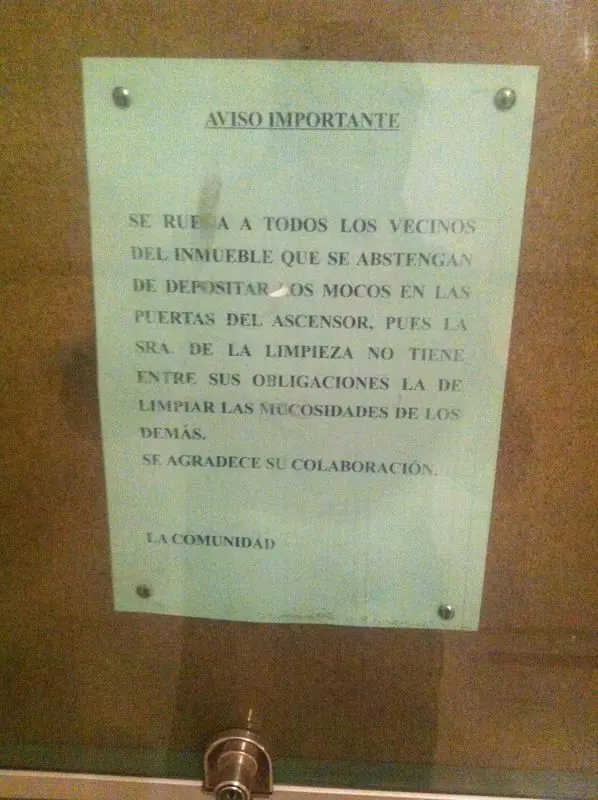 AVISO IMPORTANTE
SE RUEGA A TODOS LOS VECINOS
DEL INMUEBLE QUE SE ABSTENGAN
DE DEPOSITAR LOS MOCOS EN LAS
PUERTAS DEL ASCENSOR, PUES LA
SRA. DE LA LIMPIEZA NO TIENE
ENTRE SUS OBLIGACIONES LA DE
LIMPIAR LAS MUCOSIDADES DE LOS
DEMÁS.
SE AGRADECE SU COLABORACIÓN.
LA COMUNIDAD